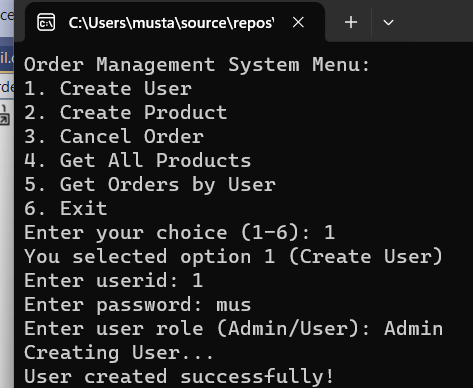 C:\Users\musta\source\repos\
Order Management System Menu:
1. Create User
2. Create Product
3. Cancel Order
4. Get All Products
5. Get Orders by User
6. Exit
Enter your choice (1-6): 1
You selected option 1 (Create User)
Enter userid: 1
Enter password: mus
Enter user role (Admin/User): Admin
Creating User...
User created successfully!